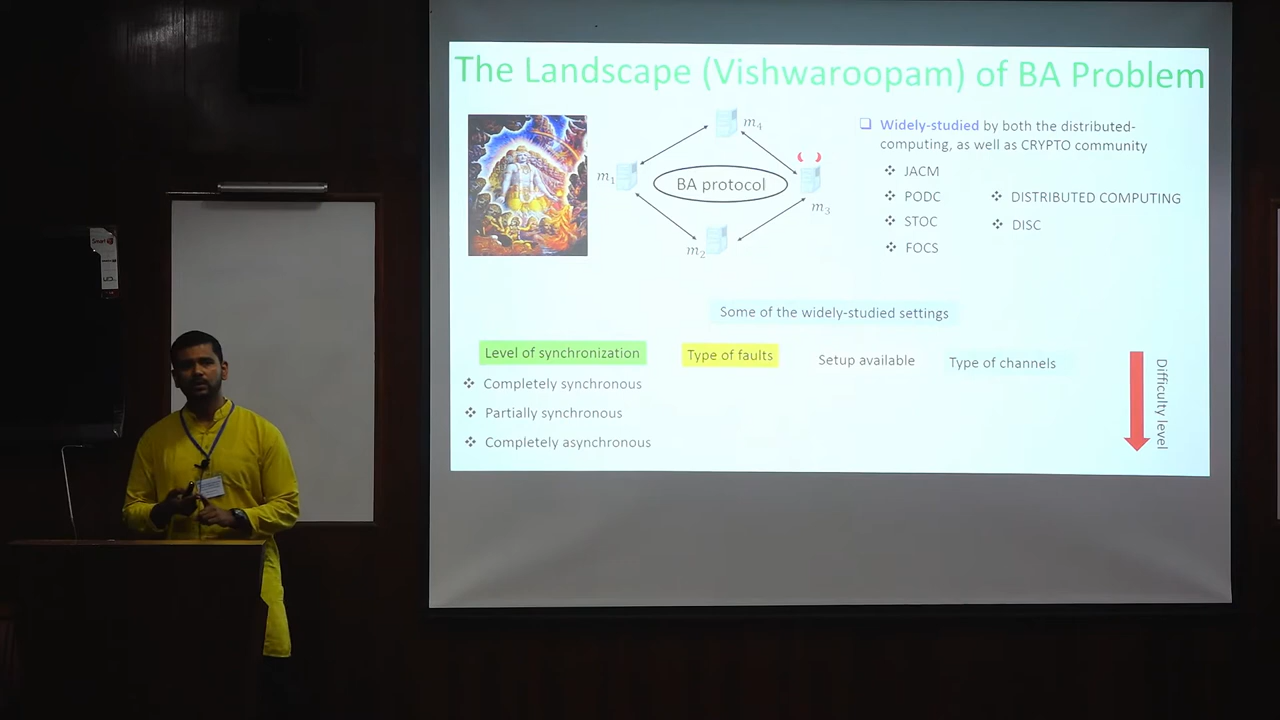 The Landscape (Vishwaroopam) of BA Problem
m₄
m₁
BA protocol
m₃
m₂
Widely-studied by both the distributed-
computing, as well as CRYPTO community
JACM
PODC
STOC
FOCS
DISTRIBUTED COMPUTING
DISC
Some of the widely-studied settings
Level of synchronization
Completely synchronous
Partially synchronous
Completely asynchronous
Type of faults
Setup available
Type of channels
Difficulty level